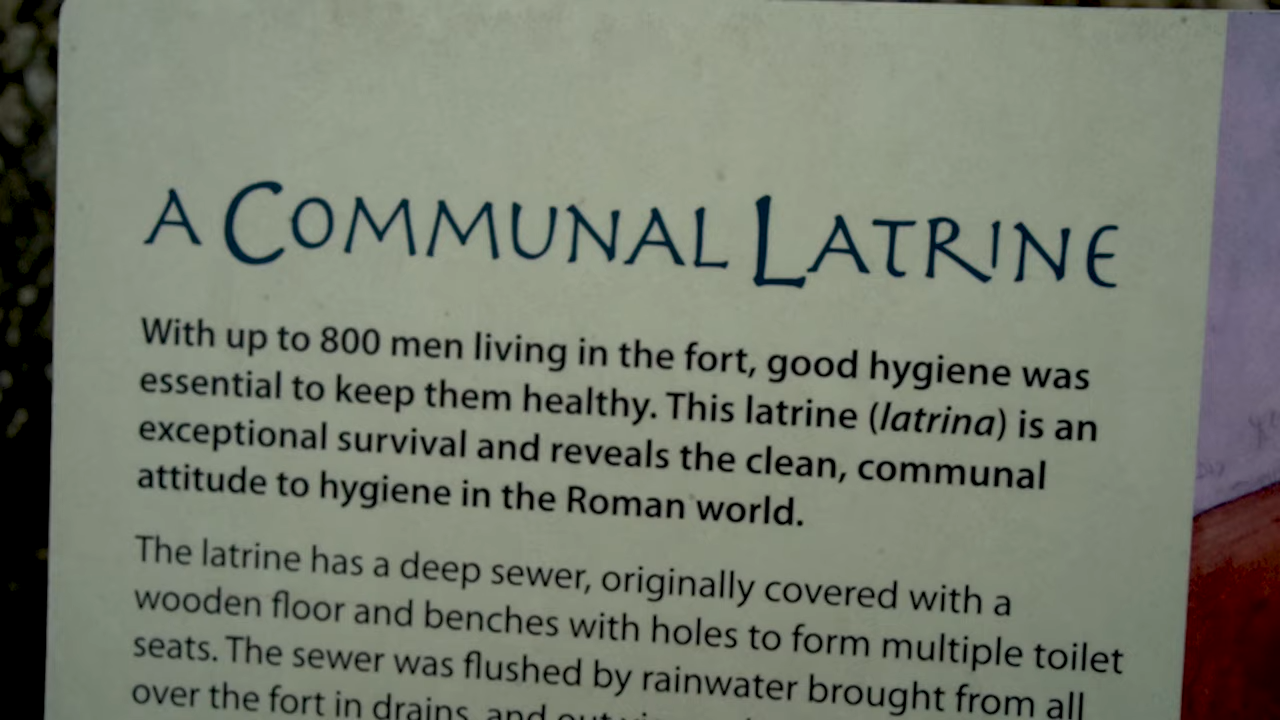 A COMMUNAL LATRINE
With up to 800 men living in the fort, good hygiene was
essential to keep them healthy. This latrine (latrina) is an
exceptional survival and reveals the clean, communal
attitude to hygiene in the Roman world.
The latrine has a deep sewer, originally covered with a
wooden floor and benches with holes to form multiple toilet
seats. The sewer was flushed by rainwater brought from all
over the fort in drains, and